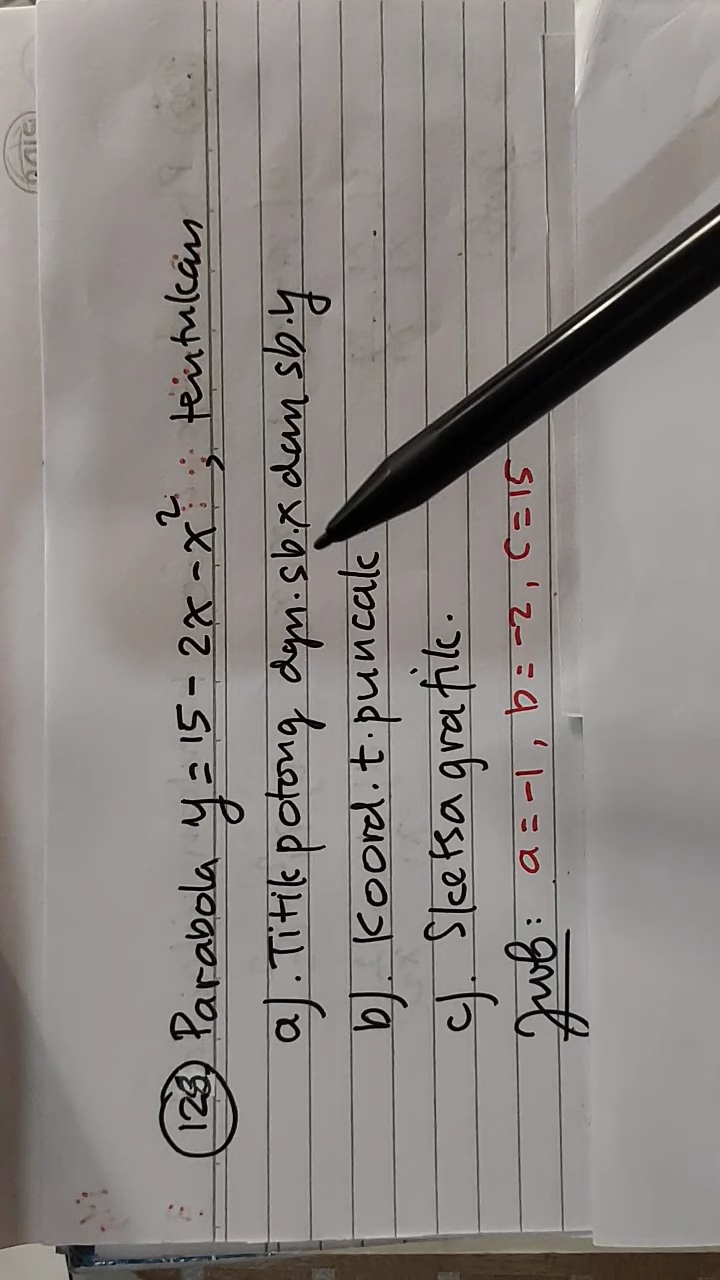 128 Parabola y = 15 - 2x - x², tentukan
a). Titik potong dgn. sb. x dan sb. y
b). Koord. t. puncak
c). Sketsa grafik.
Jwb: a = -1, b = -2, c = 15